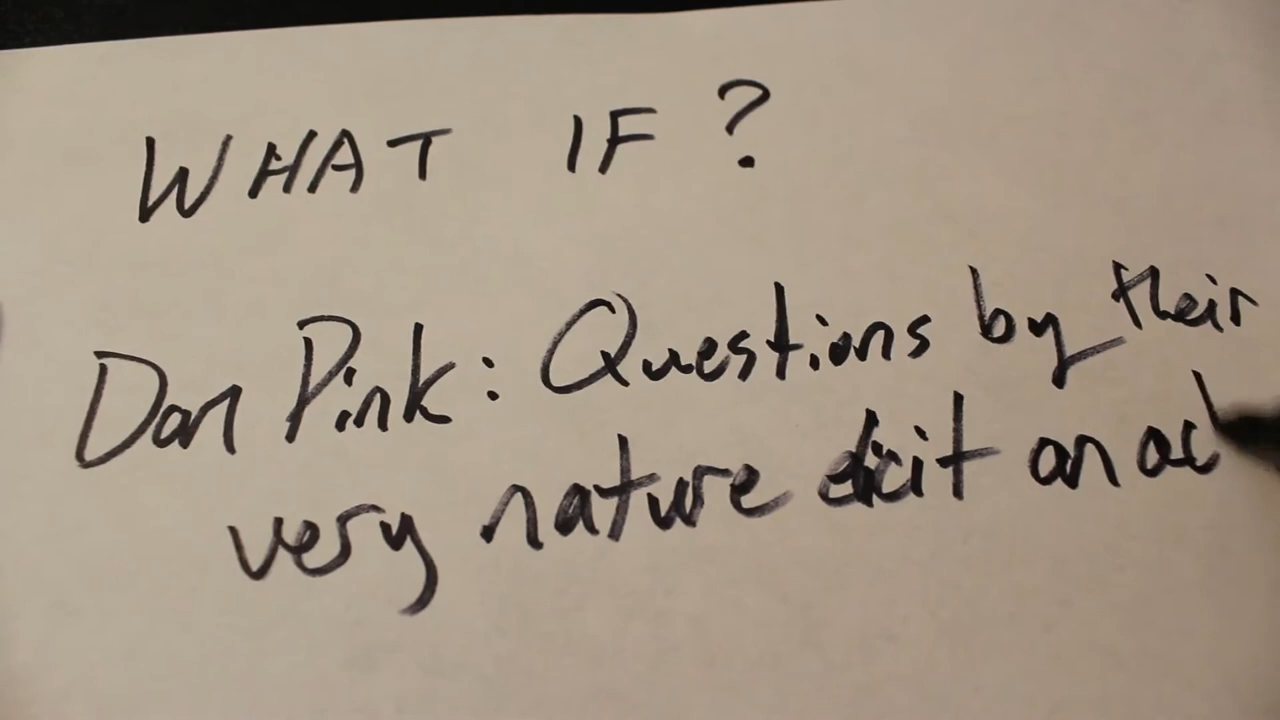 WHAT IF ?
Dan Pink: Questions by their
very nature elicit an